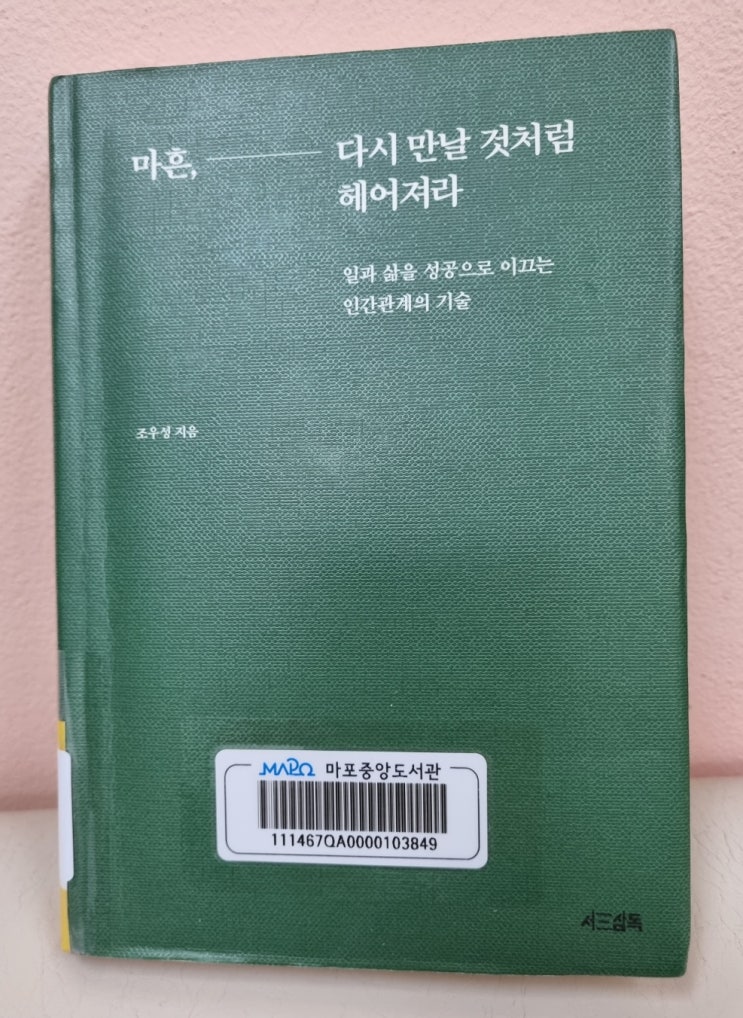 마흔, 다시 만날 것처럼
헤어져라
일과 삶을 성공으로 이끄는
인간관계의 기술
조우성 지음
MAPO 마포중앙도서관
111467QA0000103849
서三삼독